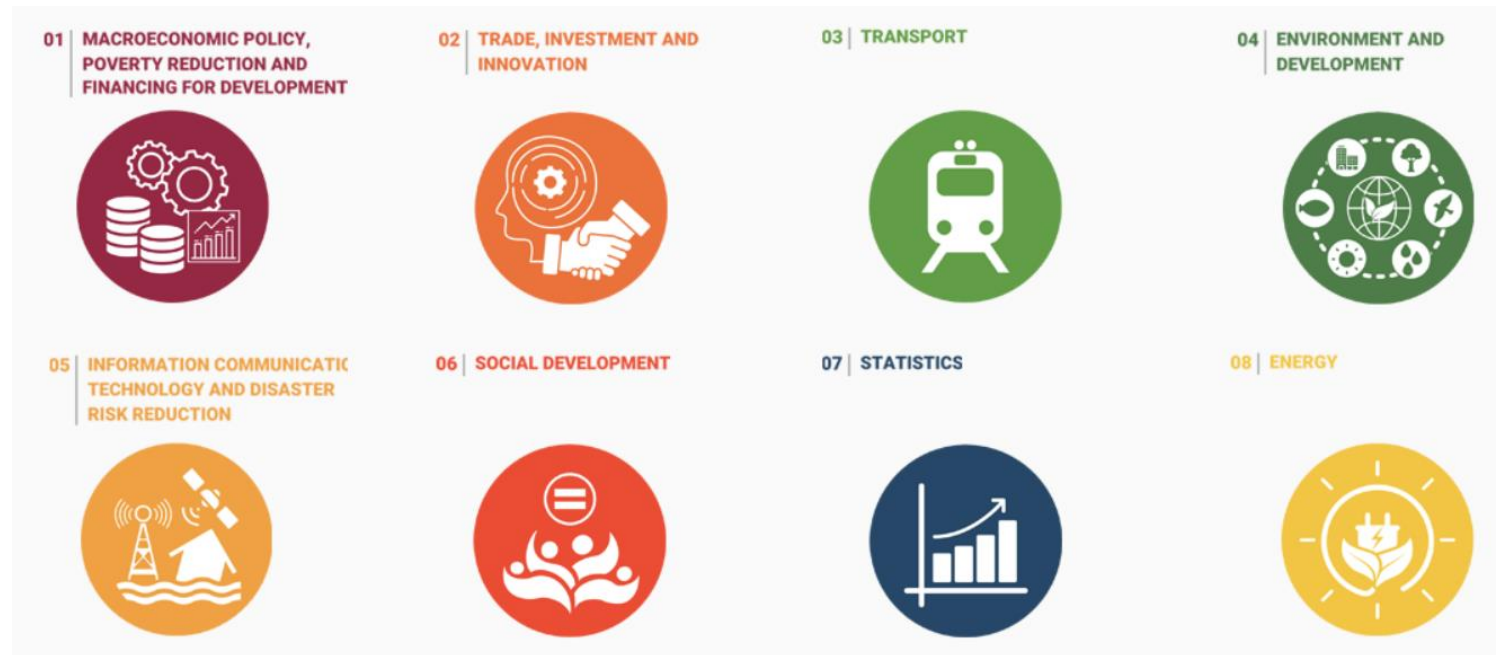 01 MACROECONOMIC POLICY,
POVERTY REDUCTION AND
FINANCING FOR DEVELOPMENT
02 TRADE, INVESTMENT AND
INNOVATION
03 TRANSPORT
04 ENVIRONMENT AND
DEVELOPMENT
05 INFORMATION COMMUNICATIO
TECHNOLOGY AND DISASTER
RISK REDUCTION
06 SOCIAL DEVELOPMENT
07 STATISTICS
08 ENERGY